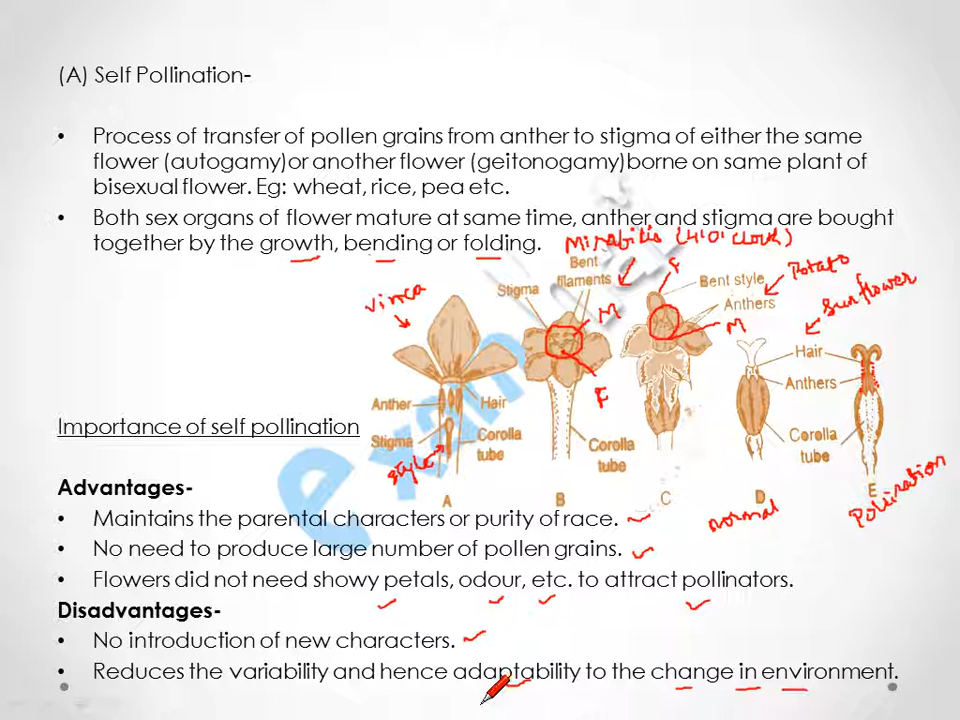 (A) Self Pollination-
• Process of transfer of pollen grains from anther to stigma of either the same
flower (autogamy)or another flower (geitonogamy)borne on same plant of
bisexual flower. Eg: wheat, rice, pea etc.
• Both sex organs of flower mature at same time, anther and stigma are bought
together by the growth, bending or folding.
Mirabilis (4'O' clock)
Vinca
Stigma
Bent
filaments
M
F
F
Bent style
Anthers
Potato
M
Sunflower
Hair
Anthers
Anther
Hair
Stigma
Corolla
tube
style
Corolla
tube
Corolla
tube
A
B
C
D
E
normal
Pollination
Importance of self pollination
Advantages-
• Maintains the parental characters or purity of race.
• No need to produce large number of pollen grains.
• Flowers did not need showy petals, odour, etc. to attract pollinators.
Disadvantages-
• No introduction of new characters.
• Reduces the variability and hence adaptability to the change in environment.
exam